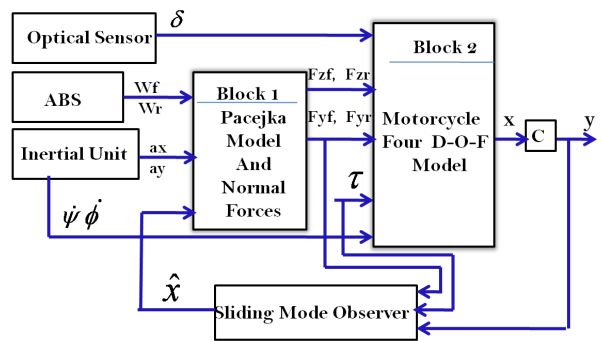 Optical Sensor
δ
ABS
Wf
Wr
Inertial Unit
ax
ay
ψ̇ ϕ̇
Block 1
Pacejka
Model
And
Normal
Forces
Fzf, Fzr
Fyf, Fyr
τ
Block 2
Motorcycle
Four D-O-F
Model
x
C
y
x̂
Sliding Mode Observer